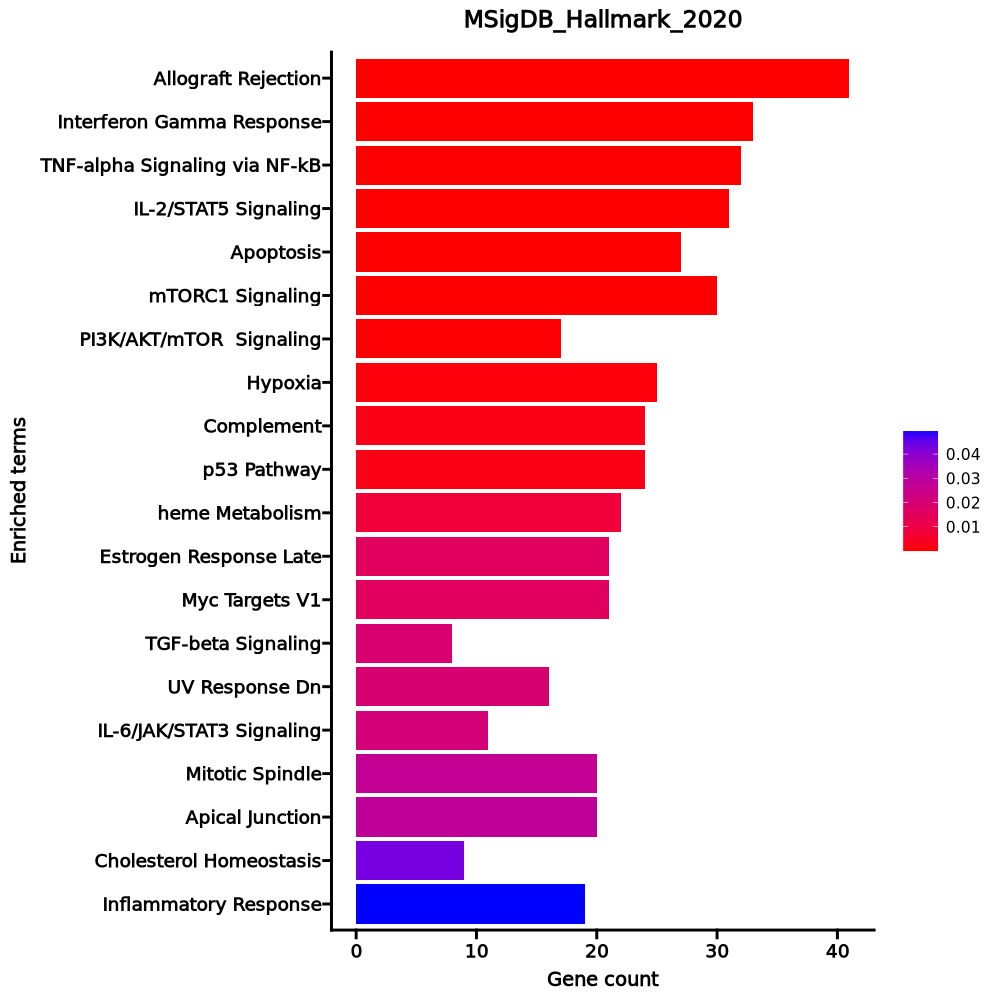 MSigDB_Hallmark_2020
Allograft Rejection
Interferon Gamma Response
TNF-alpha Signaling via NF-kB
IL-2/STAT5 Signaling
Apoptosis
mTORC1 Signaling
PI3K/AKT/mTOR  Signaling
Hypoxia
Complement
p53 Pathway
heme Metabolism
Estrogen Response Late
Myc Targets V1
TGF-beta Signaling
UV Response Dn
IL-6/JAK/STAT3 Signaling
Mitotic Spindle
Apical Junction
Cholesterol Homeostasis
Inflammatory Response
Enriched terms
0 10 20 30 40
Gene count
0.04
0.03
0.02
0.01